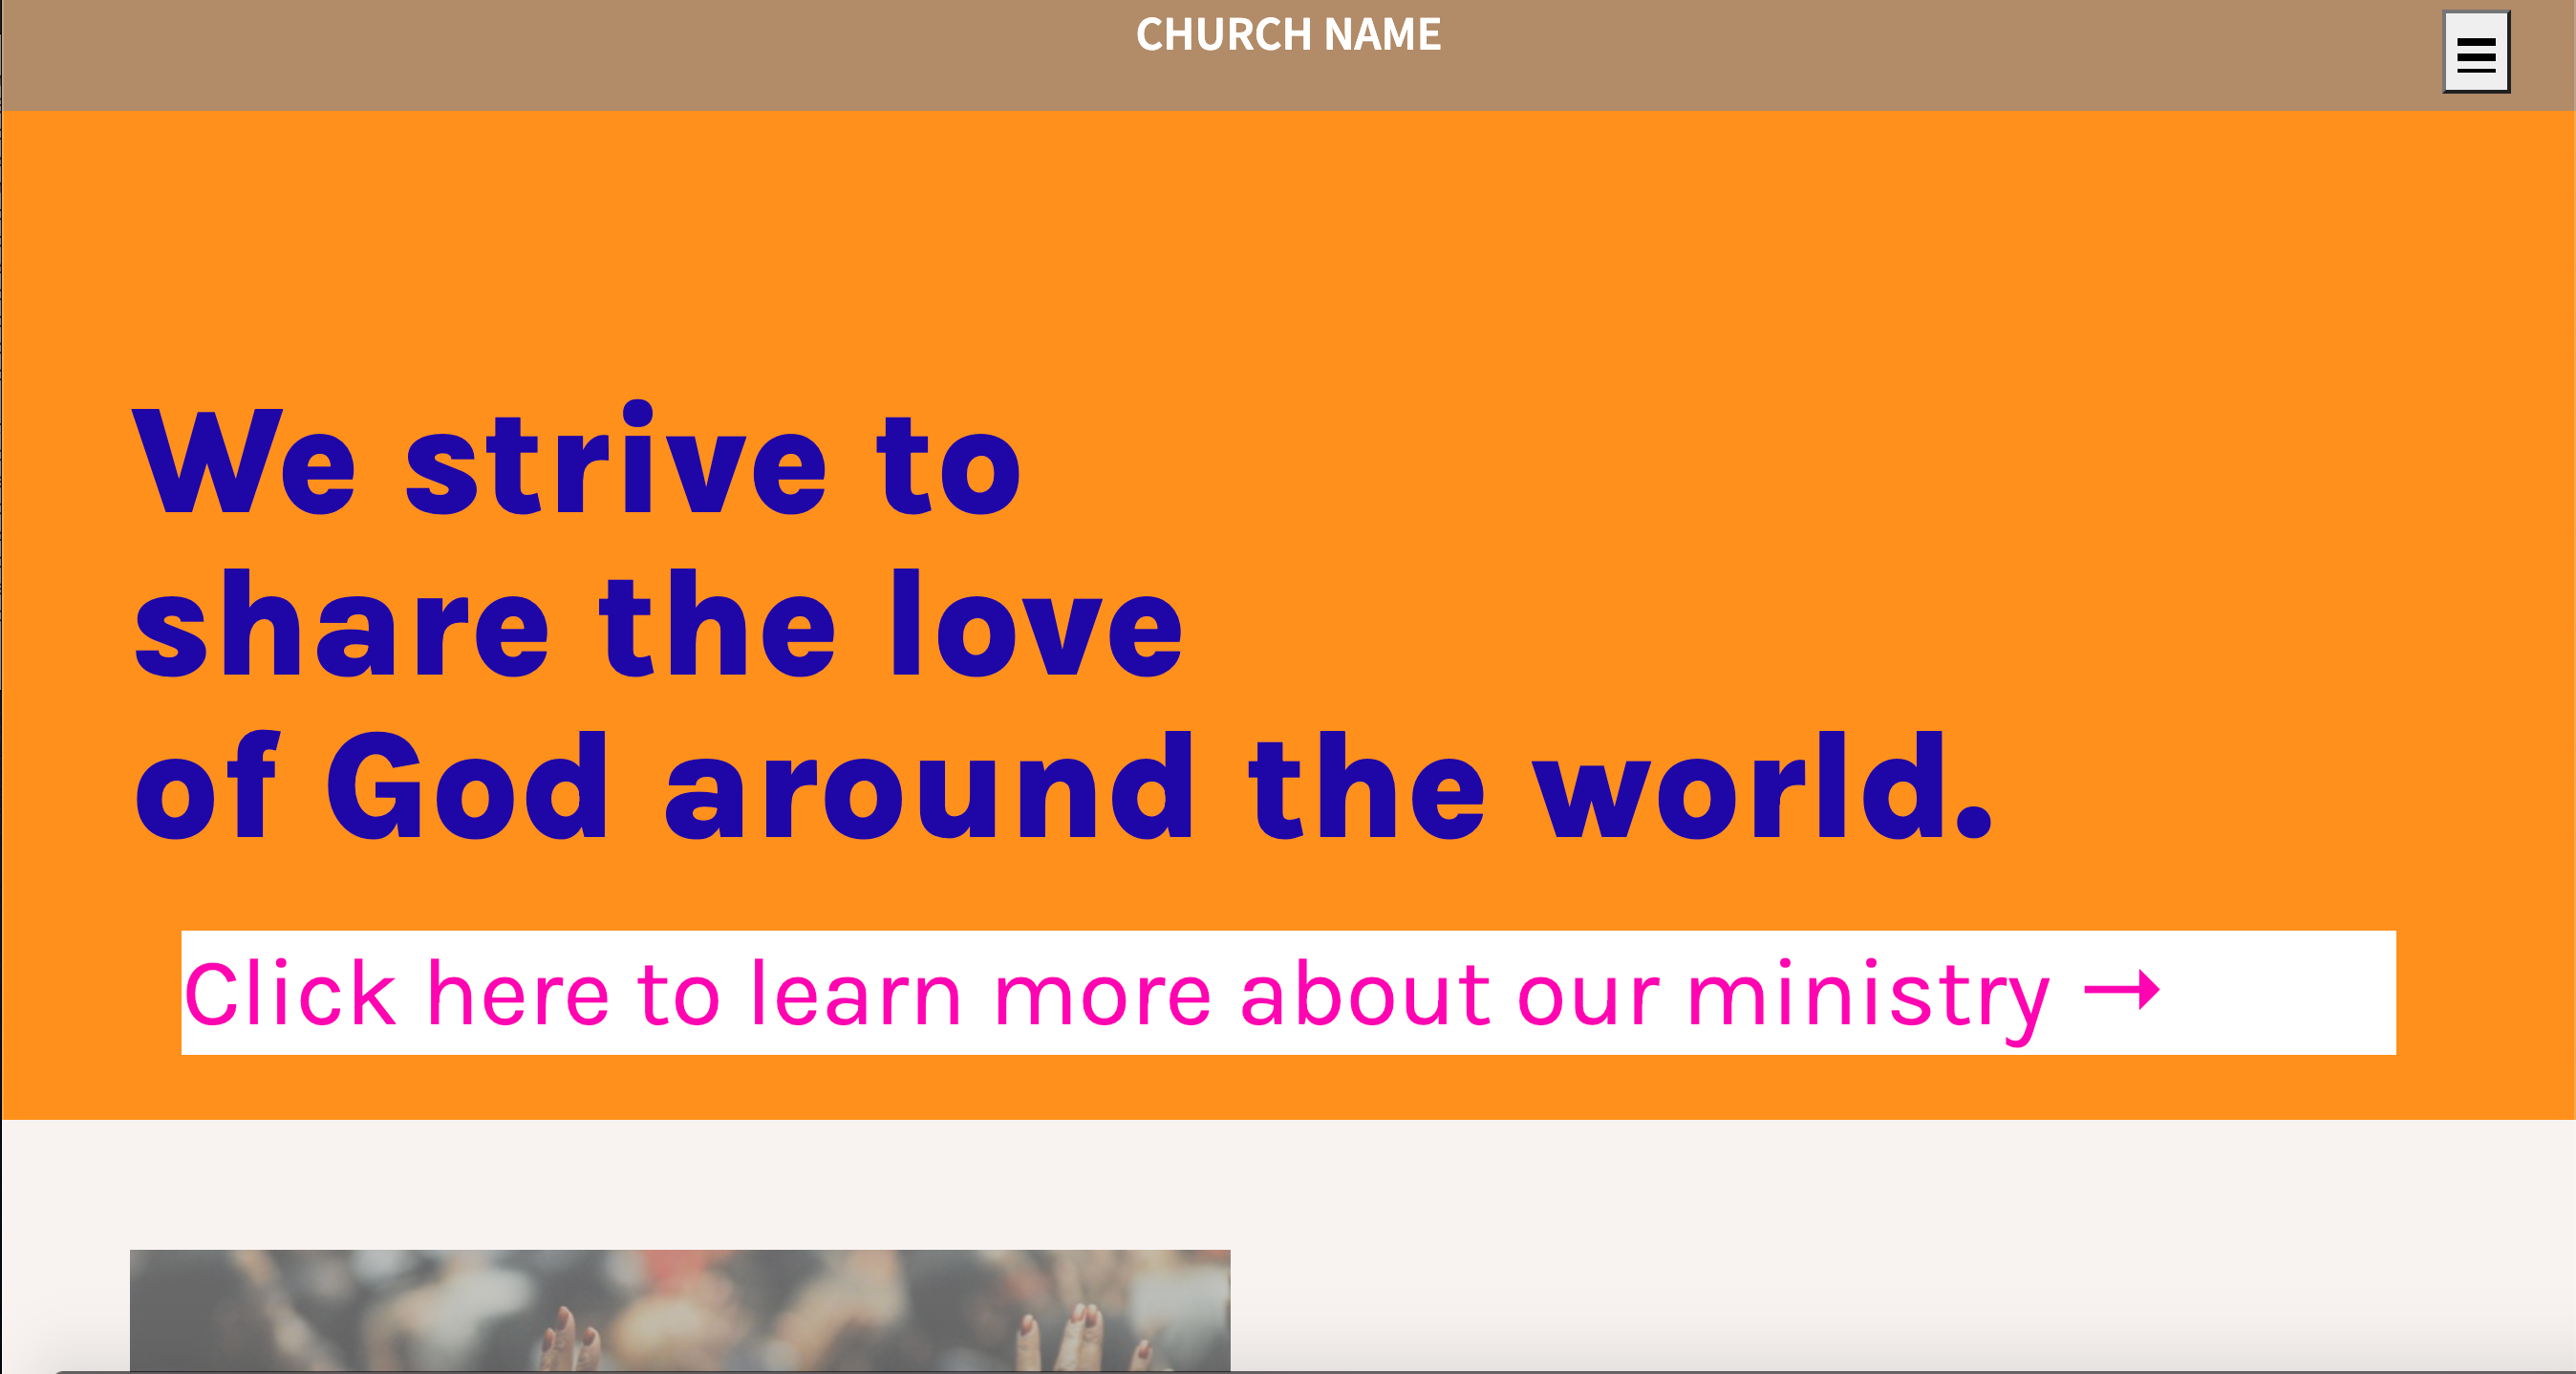 CHURCH NAME
We strive to
share the love
of God around the world.
Click here to learn more about our ministry →